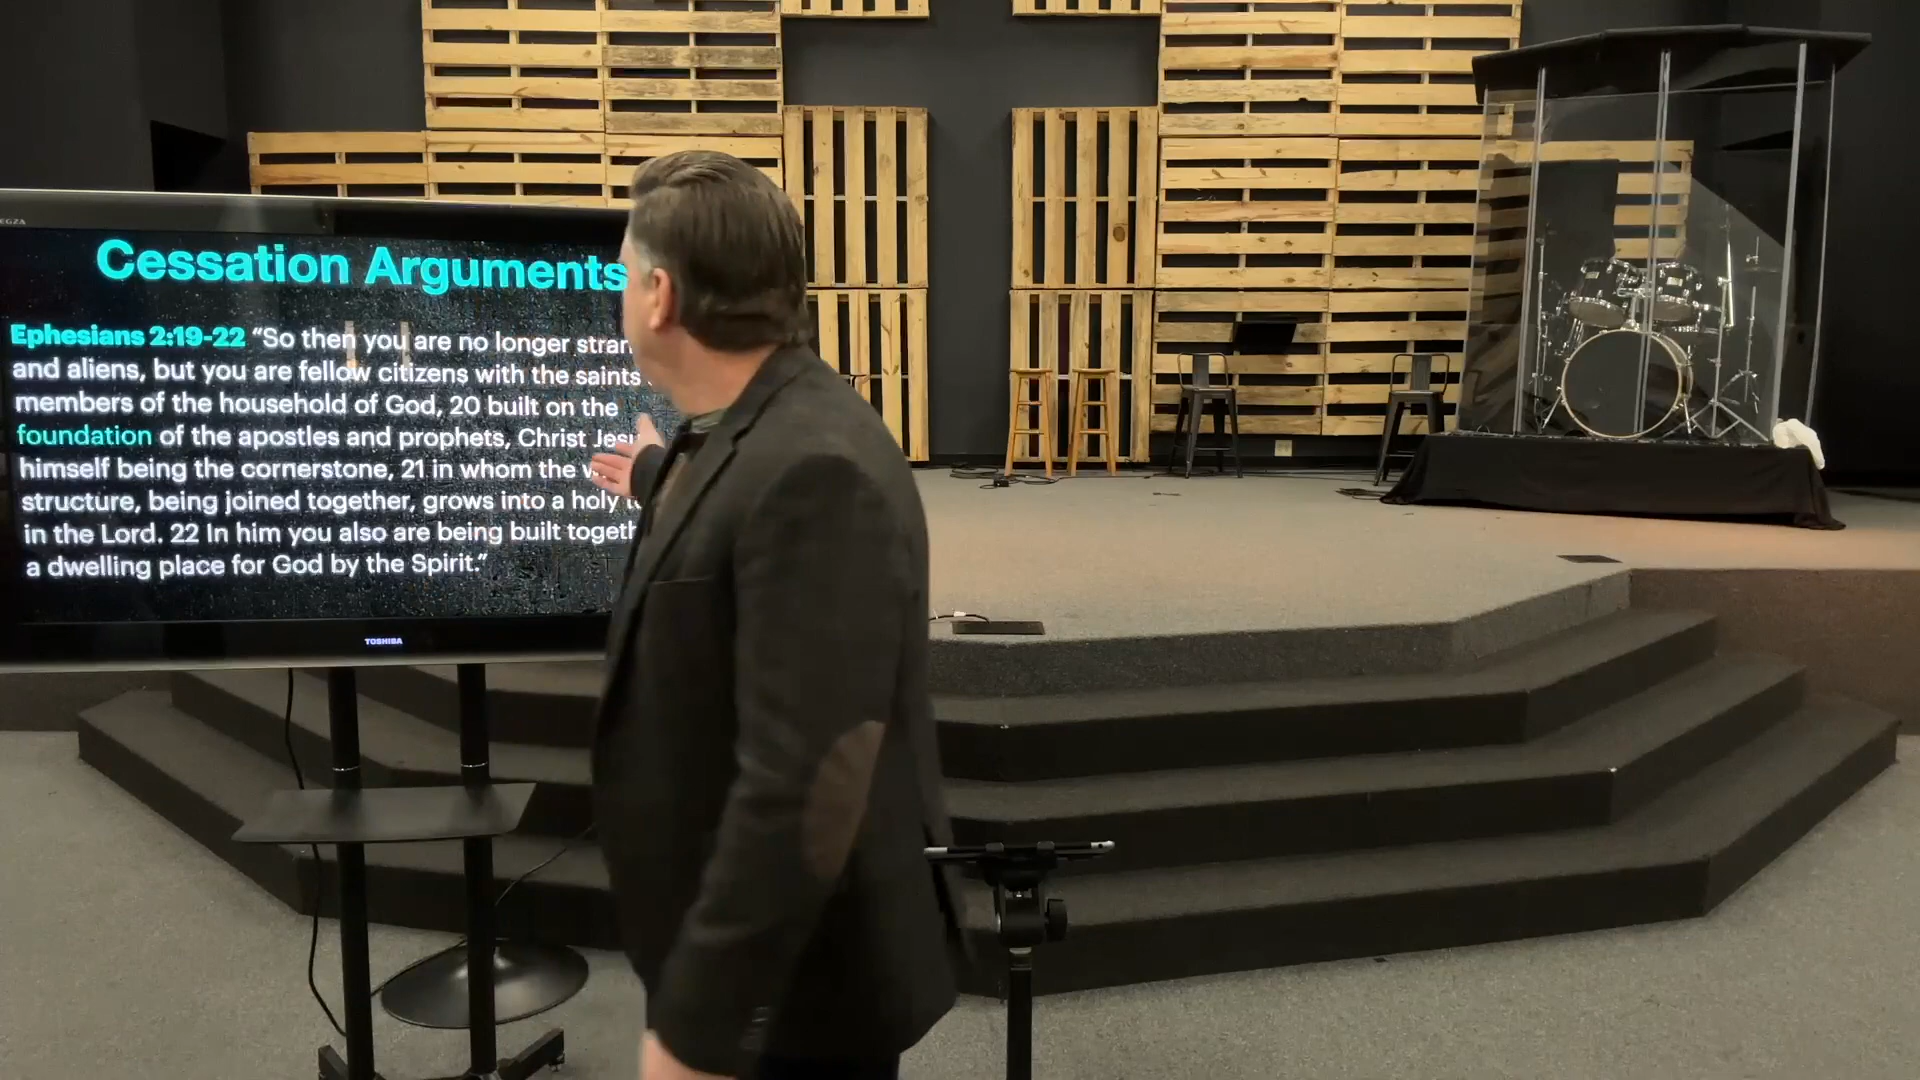 EGZA
Cessation Arguments
Ephesians 2:19-22 “So then you are no longer
and aliens, but you are fellow citizens with the saints
members of the household of God, 20 built on the
foundation of the apostles and prophets, Christ
himself being the cornerstone, 21 in whom the
structure, being joined together, grows into a holy
in the Lord. 22 In him you also are being built
a dwelling place for God by the Spirit.”
TOSHIBA